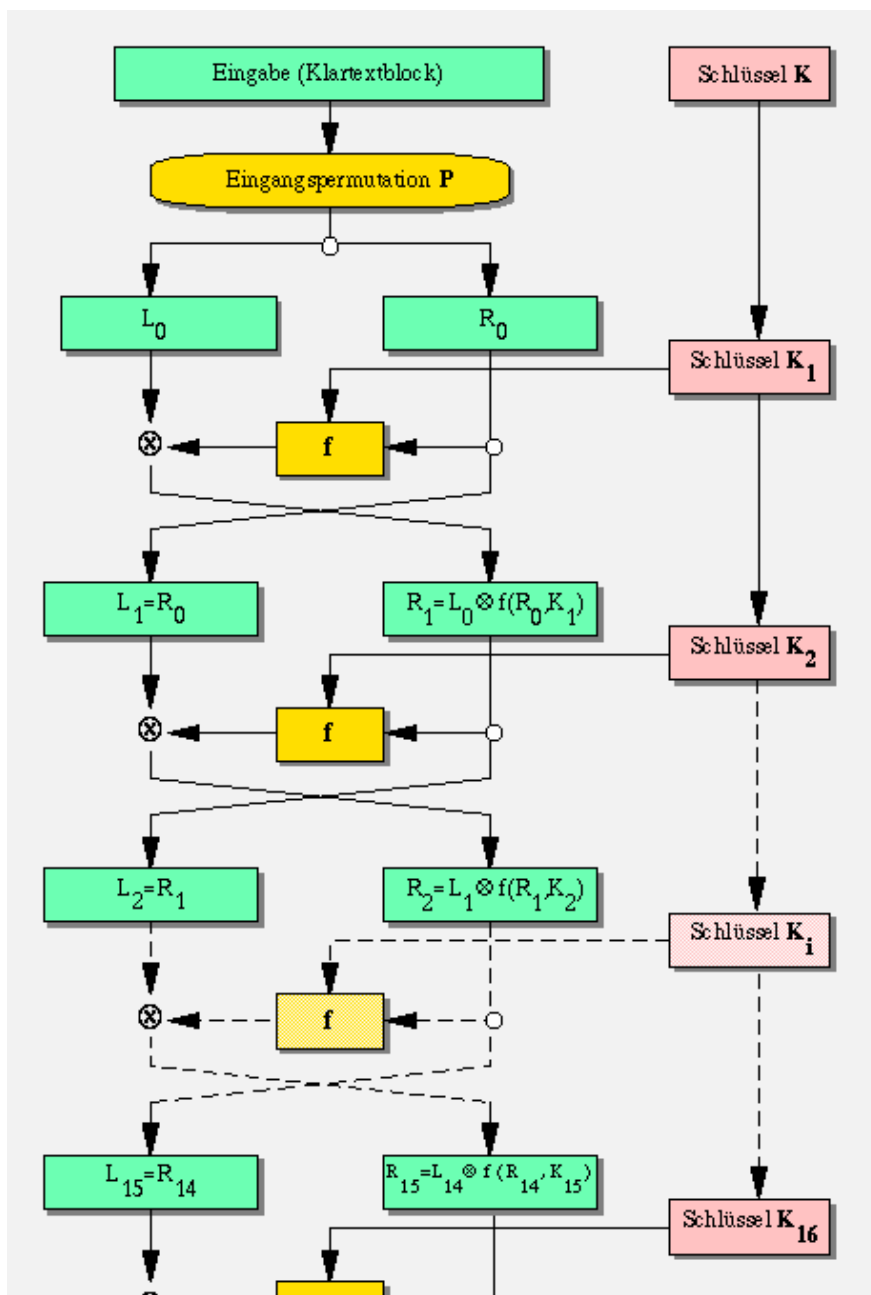 Eingabe (Klartextblock)
Schlüssel K
Eingangspermutation P
L0
R0
Schlüssel K1
f
L1=R0
R1=L0⊗f(R0,K1)
Schlüssel K2
f
L2=R1
R2=L1⊗f(R1,K2)
Schlüssel Ki
f
L15=R14
R15=L14⊗f(R14,K15)
Schlüssel K16